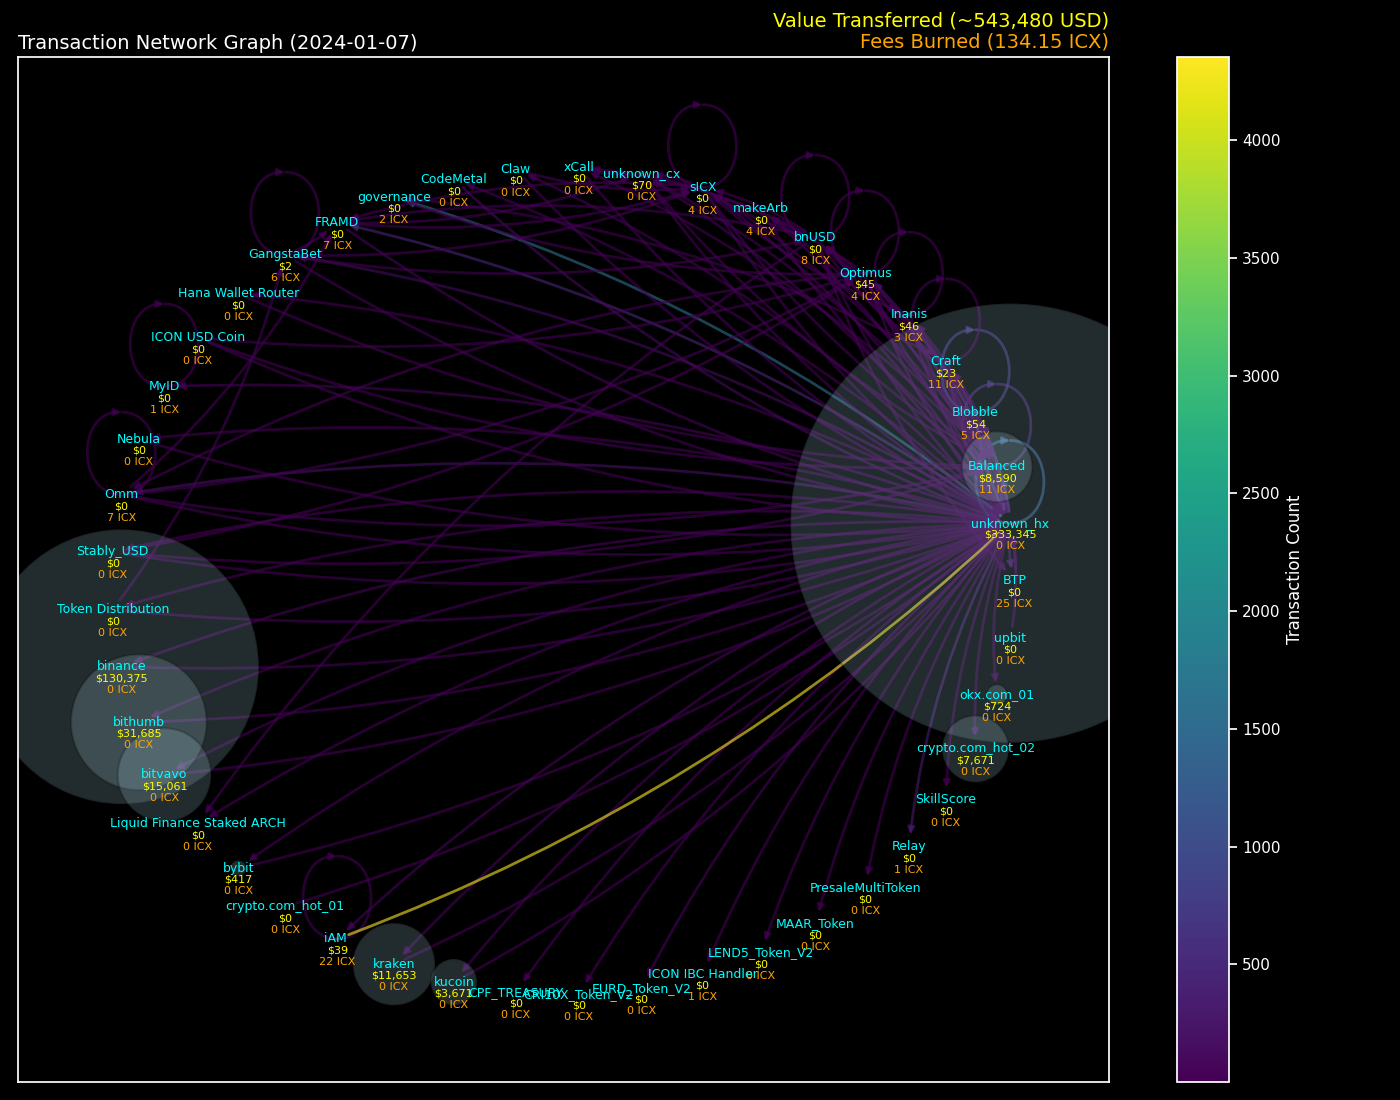 Value Transferred (~543,480 USD)
Transaction Network Graph (2024-01-07)
Fees Burned (134.15 ICX)
xCall
$0
0 ICX
Claw
$0
0 ICX
unknown_cx
$70
0 ICX
CodeMetal
$0
0 ICX
sICX
$0
4 ICX
governance
$0
2 ICX
makeArb
$0
4 ICX
FRAMD
$0
7 ICX
bnUSD
$0
8 ICX
GangstaBet
$2
6 ICX
Optimus
$45
4 ICX
Hana Wallet Router
$0
0 ICX
Inanis
$46
3 ICX
ICON USD Coin
$0
0 ICX
Craft
$23
11 ICX
MyID
$0
1 ICX
Blobble
$54
5 ICX
Nebula
$0
0 ICX
Balanced
$8,590
11 ICX
Omm
$0
7 ICX
unknown_hx
$333,345
0 ICX
Stably_USD
$0
0 ICX
BTP
$0
25 ICX
Token Distribution
$0
0 ICX
upbit
$0
0 ICX
binance
$130,375
0 ICX
okx.com_01
$724
0 ICX
bithumb
$31,685
0 ICX
crypto.com_hot_02
$7,671
0 ICX
bitvavo
$15,061
0 ICX
SkillScore
$0
0 ICX
Liquid Finance Staked ARCH
$0
0 ICX
Relay
$0
1 ICX
bybit
$417
0 ICX
PresaleMultiToken
$0
0 ICX
crypto.com_hot_01
$0
0 ICX
MAAR_Token
$0
0 ICX
iAM
$39
22 ICX
LEND5_Token_V2
$0
ICX
kraken
$11,653
0 ICX
ICON IBC Handler
$0
1 ICX
kucoin
$3,671
0 ICX
EURD_Token_V2
$0
0 ICX
CPF_TREASURY
$0
0 ICX
CRI10X_Token_V2
$0
0 ICX
4000
3500
3000
2500
2000
1500
1000
500
Transaction Count